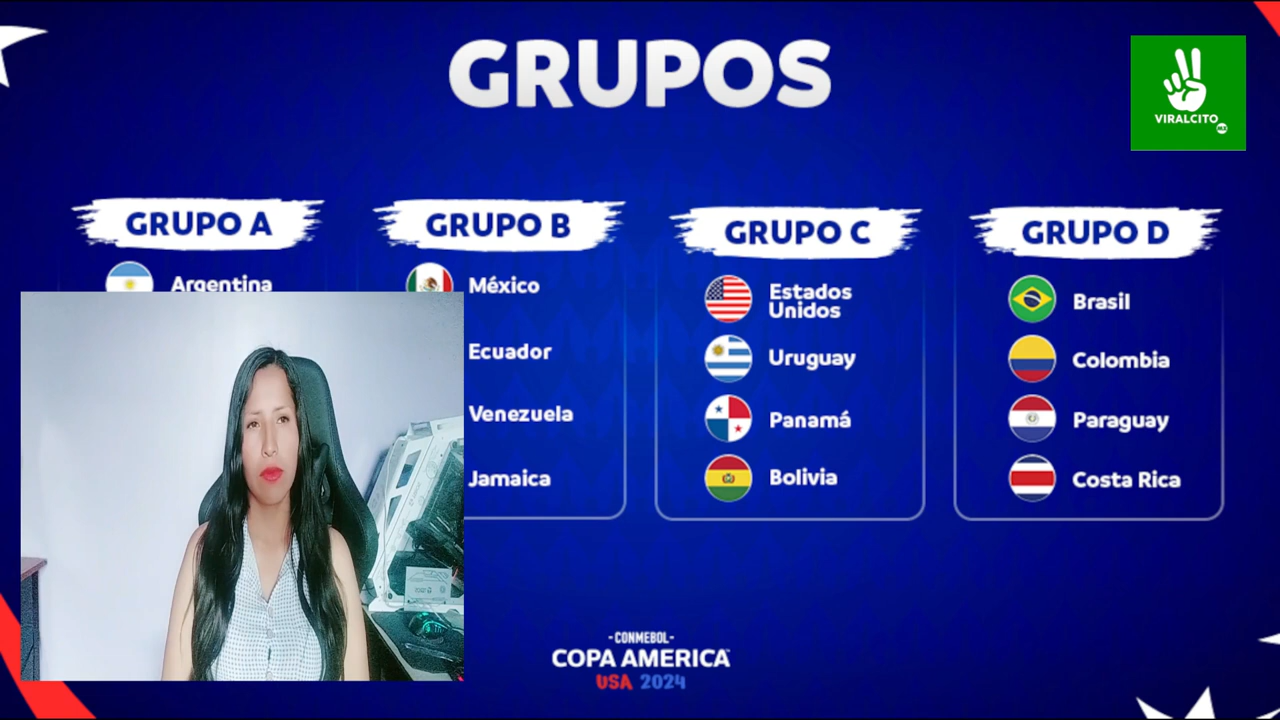 GRUPOS
VIRALCITO
MX
GRUPO A
Argentina
GRUPO B
México
Ecuador
Venezuela
Jamaica
GRUPO C
Estados
Unidos
Uruguay
Panamá
Bolivia
GRUPO D
Brasil
Colombia
Paraguay
Costa Rica
-CONMEBOL-
COPA AMERICA
USA 2024